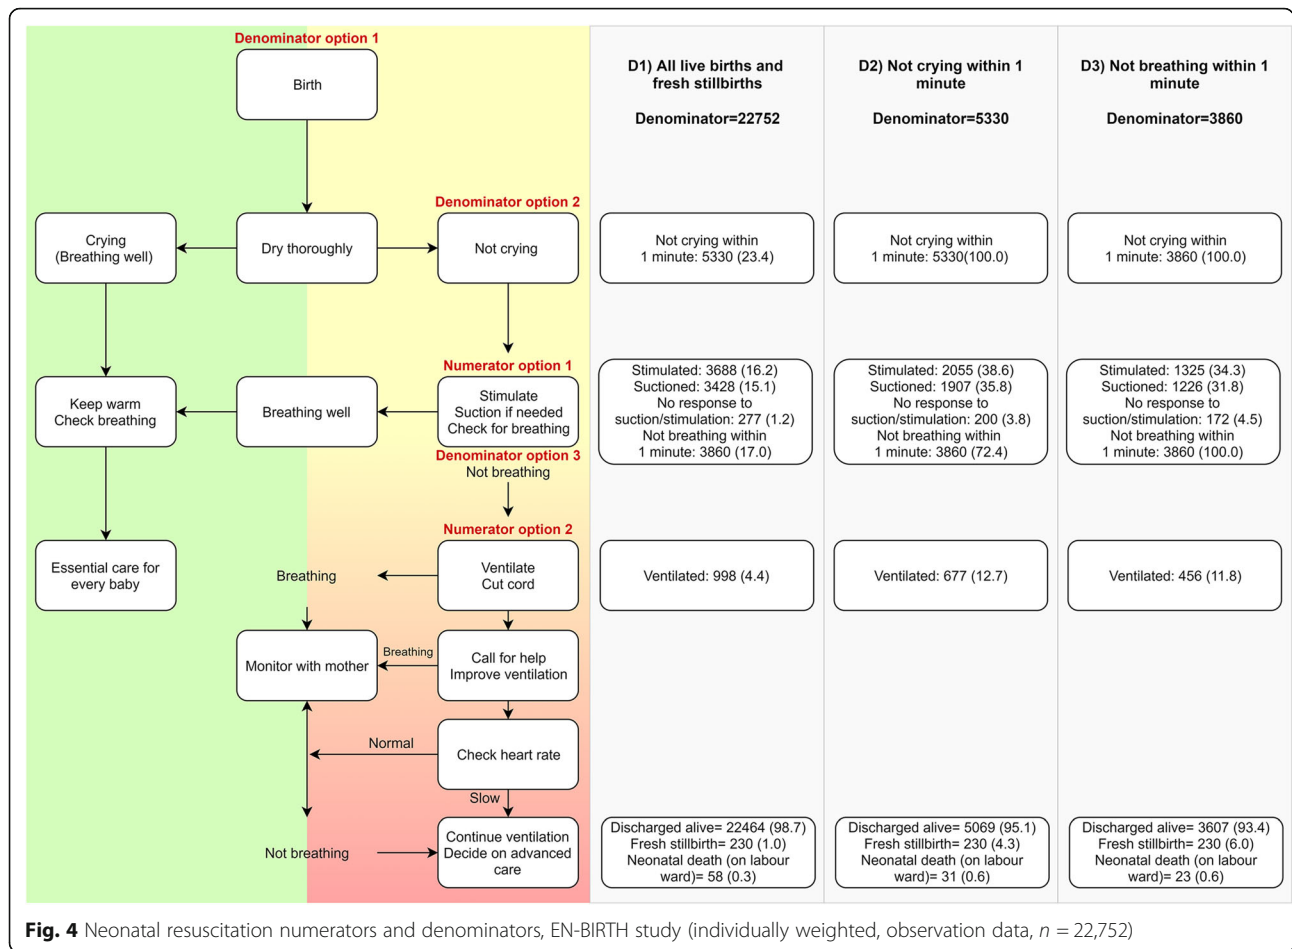 Denominator option 1
Birth
Denominator option 2
Crying
(Breathing well)
Dry thoroughly
Not crying
Numerator option 1
Keep warm
Check breathing
Breathing well
Stimulate
Suction if needed
Check for breathing
Denominator option 3
Not breathing
Numerator option 2
Essential care for
every baby
Breathing
Ventilate
Cut cord
Monitor with mother
Breathing
Call for help
Improve ventilation
Normal
Check heart rate
Slow
Not breathing
Continue ventilation
Decide on advanced
care
D1) All live births and
fresh stillbirths
Denominator=22752
Not crying within
1 minute: 5330 (23.4)
Stimulated: 3688 (16.2)
Suctioned: 3428 (15.1)
No response to
suction/stimulation: 277 (1.2)
Not breathing within
1 minute: 3860 (17.0)
Ventilated: 998 (4.4)
Discharged alive= 22464 (98.7)
Fresh stillbirth= 230 (1.0)
Neonatal death (on labour
ward)= 58 (0.3)
D2) Not crying within 1
minute
Denominator=5330
Not crying within
1 minute: 5330(100.0)
Stimulated: 2055 (38.6)
Suctioned: 1907 (35.8)
No response to
suction/stimulation: 200 (3.8)
Not breathing within
1 minute: 3860 (72.4)
Ventilated: 677 (12.7)
Discharged alive= 5069 (95.1)
Fresh stillbirth= 230 (4.3)
Neonatal death (on labour
ward)= 31 (0.6)
D3) Not breathing within 1
minute
Denominator=3860
Not crying within
1 minute: 3860 (100.0)
Stimulated: 1325 (34.3)
Suctioned: 1226 (31.8)
No response to
suction/stimulation: 172 (4.5)
Not breathing within
1 minute: 3860 (100.0)
Ventilated: 456 (11.8)
Discharged alive= 3607 (93.4)
Fresh stillbirth= 230 (6.0)
Neonatal death (on labour
ward)= 23 (0.6)
Fig. 4 Neonatal resuscitation numerators and denominators, EN-BIRTH study (individually weighted, observation data, n = 22,752)